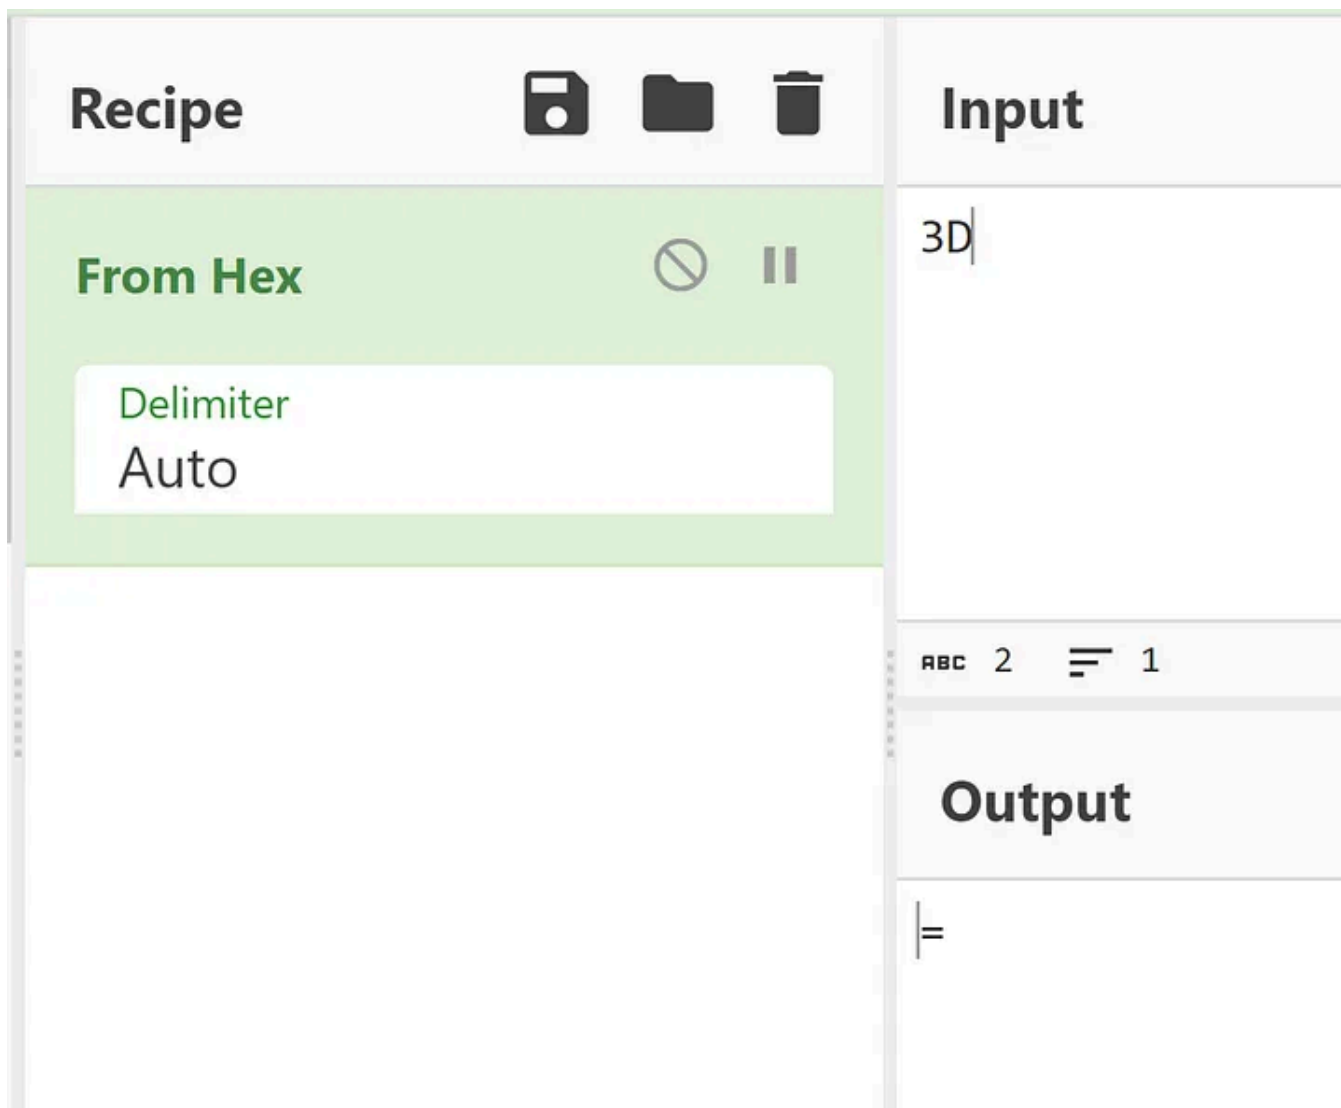 Recipe
From Hex
Delimiter
Auto
Input
3D
ABC 2 1
Output
=